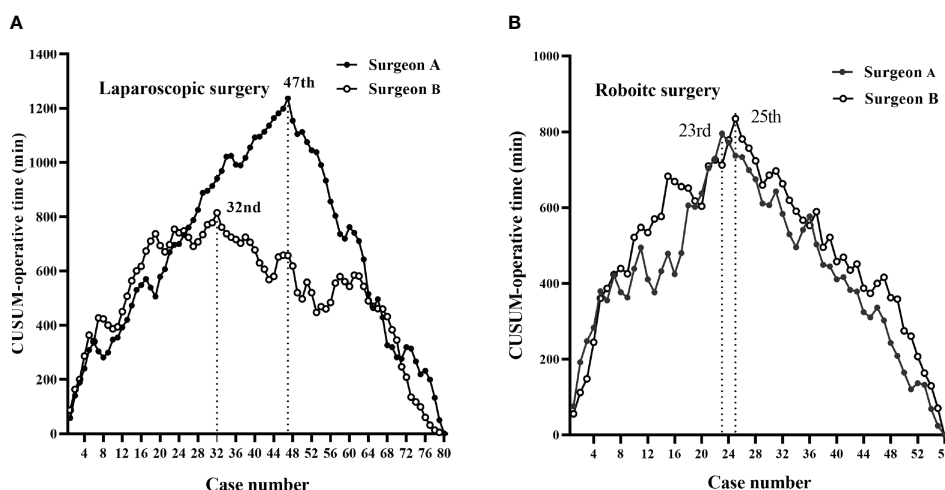 A
1400
1200
1000
800
600
400
200
0
CUSUM-operative time (min)
Laparoscopic surgery
47th
32nd
Surgeon A
Surgeon B
4 8 12 16 20 24 28 32 36 40 44 48 52 56 60 64 68 72 76 80
Case number
B
1000
800
600
400
200
0
CUSUM-operative time (min)
Roboitc surgery
23rd
25th
Surgeon A
Surgeon B
4 8 12 16 20 24 28 32 36 40 44 48 52
Case number